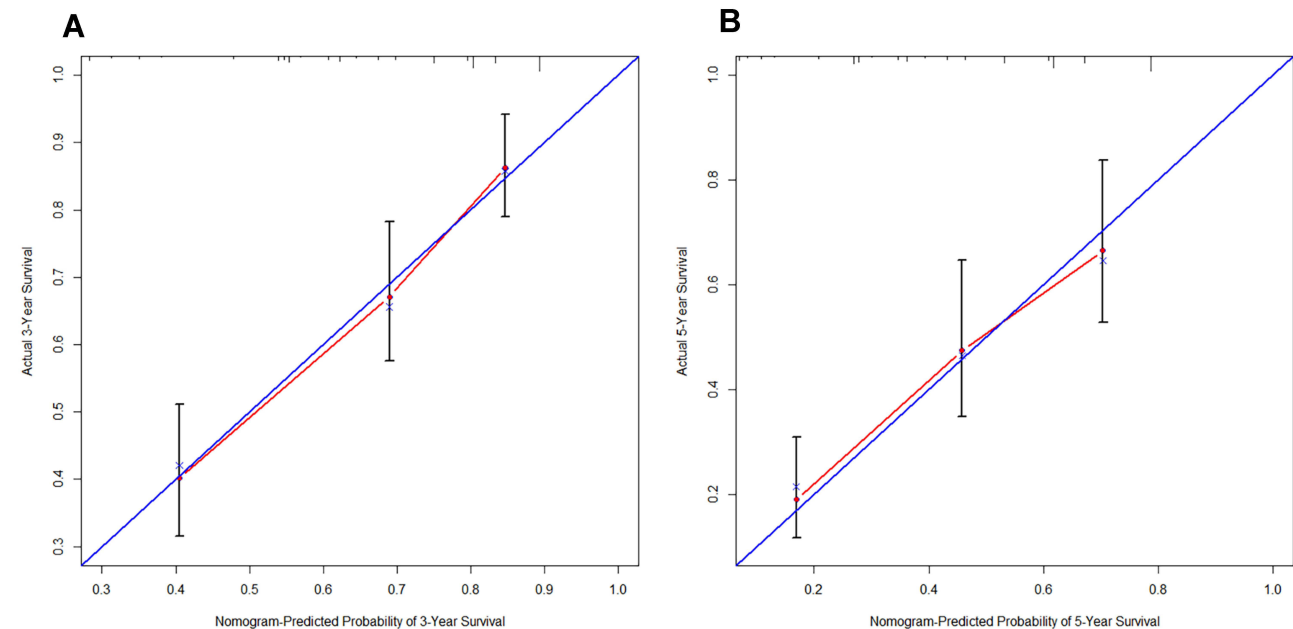 A
B
Actual 3-Year Survival
1.0
0.9
0.8
0.7
0.6
0.5
0.4
0.3
0.3 0.4 0.5 0.6 0.7 0.8 0.9 1.0
Nomogram-Predicted Probability of 3-Year Survival
Actual 5-Year Survival
1.0
0.8
0.6
0.4
0.2
0.2 0.4 0.6 0.8 1.0
Nomogram-Predicted Probability of 5-Year Survival